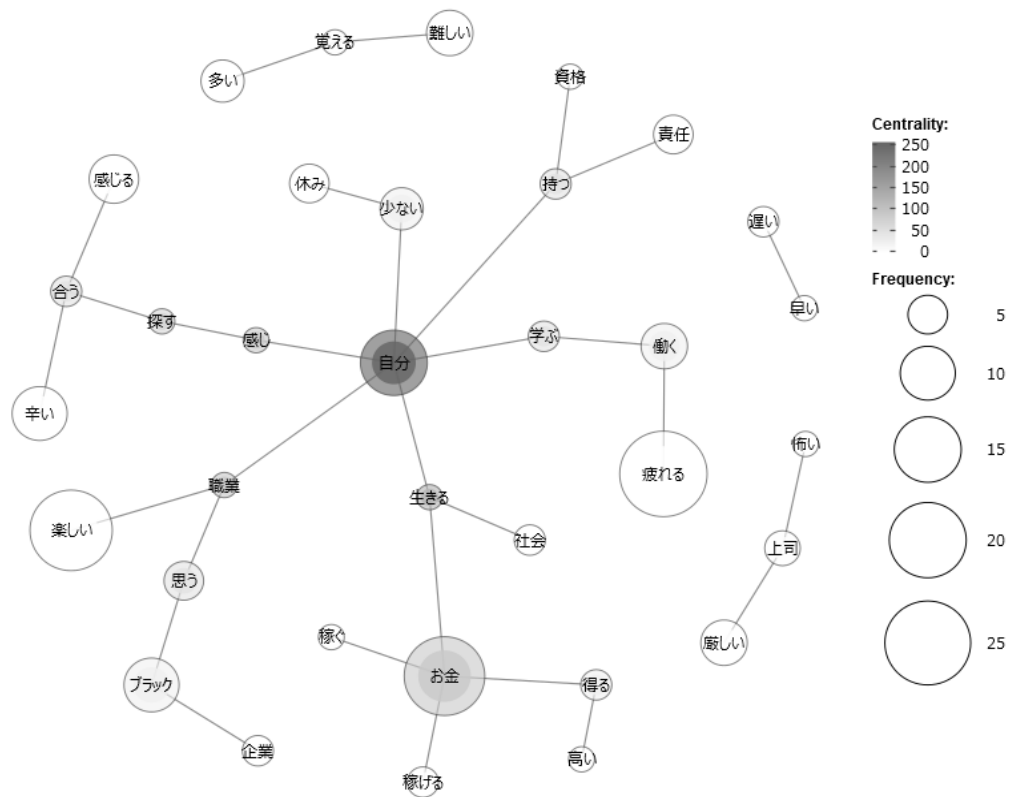 難しい
覚える
多い
資格
責任
持つ
感じる
休み
少ない
遅い
早い
合う
探す
感じ
自分
学ぶ
働く
辛い
疲れる
怖い
職業
生きる
楽しい
社会
上司
思う
稼ぐ
厳しい
ブラック
お金
得る
企業
高い
稼げる
Centrality:
250
200
150
100
50
0
Frequency:
5
10
15
20
25